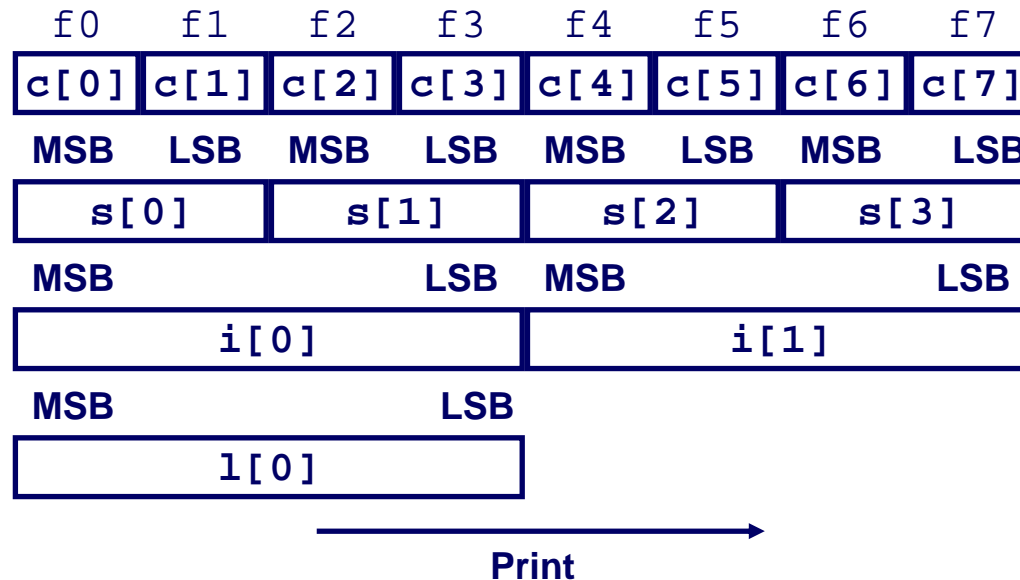 f0 f1 f2 f3 f4 f5 f6 f7
c[0] c[1] c[2] c[3] c[4] c[5] c[6] c[7]
MSB LSB MSB LSB MSB LSB MSB LSB
s[0] s[1] s[2] s[3]
MSB LSB MSB LSB
i[0] i[1]
MSB LSB
l[0]
Print